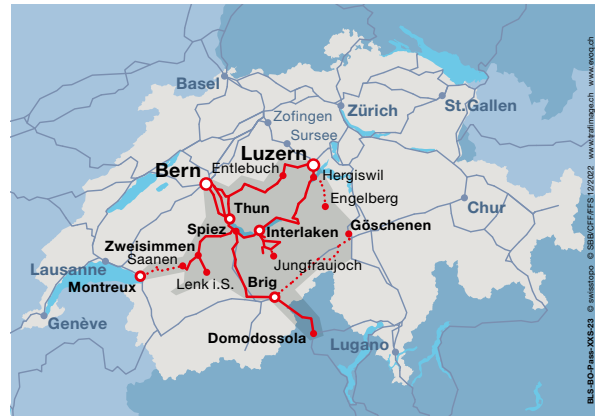 Basel
Zürich
St.Gallen
Zofingen
Sursee
Luzern
Bern
Entlebuch
Hergiswil
Engelberg
Thun
Chur
Spiez
Interlaken
Göschenen
Zweisimmen
Saanen
Lausanne
Jungfraujoch
Montreux
Lenk i.S.
Brig
Genève
Domodossola
Lugano
BLS-BO-Pass-XXS-23 © swisstopo © SBB/CFF/FFS 12/2022 www.trafimage.ch www.evoq.ch